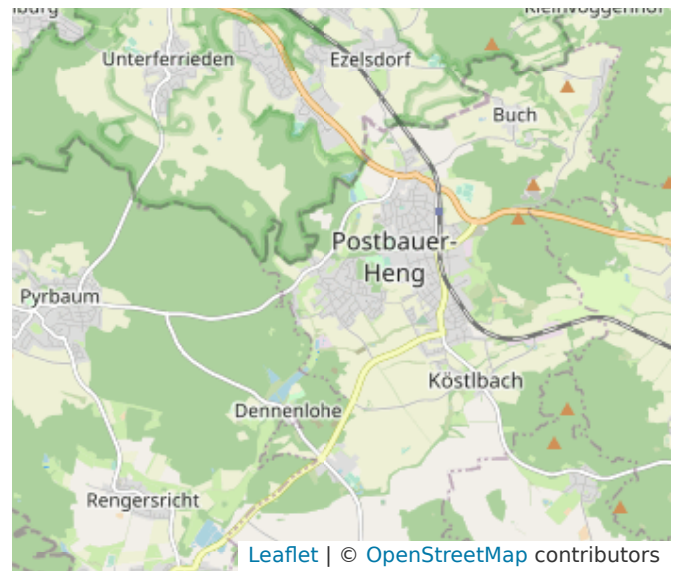 Unterferrieden
Ezelsdorf
Buch
Postbauer-
Heng
Pyrbaum
Köstlbach
Dennenlohe
Rengersricht
Leaflet | © OpenStreetMap contributors